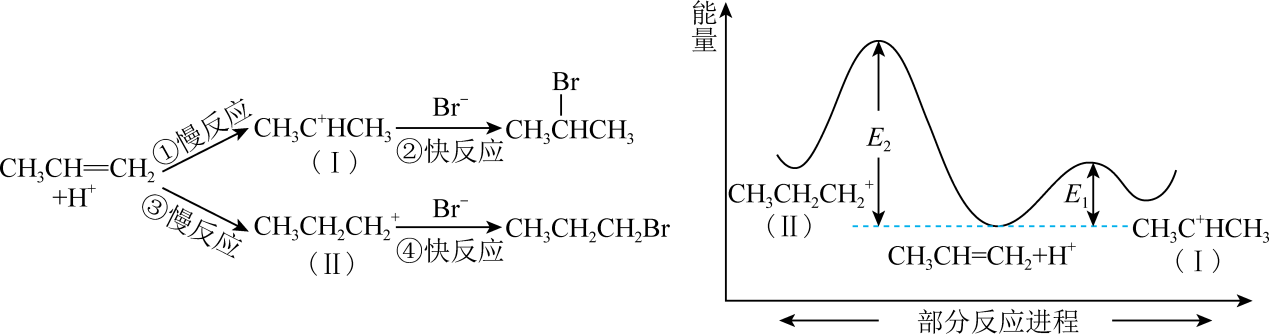 CH₃CH=CH₂
+H⁺
①慢反应
CH₃C⁺HCH₃
(Ⅰ)
Br⁻
②快反应
Br
CH₃CHCH₃
③慢反应
CH₃CH₂CH₂⁺
(Ⅱ)
Br⁻
④快反应
CH₃CH₂CH₂Br
能量
E₂
E₁
CH₃CH₂CH₂⁺
(Ⅱ)
CH₃CH=CH₂+H⁺
CH₃C⁺HCH₃
(Ⅰ)
部分反应进程